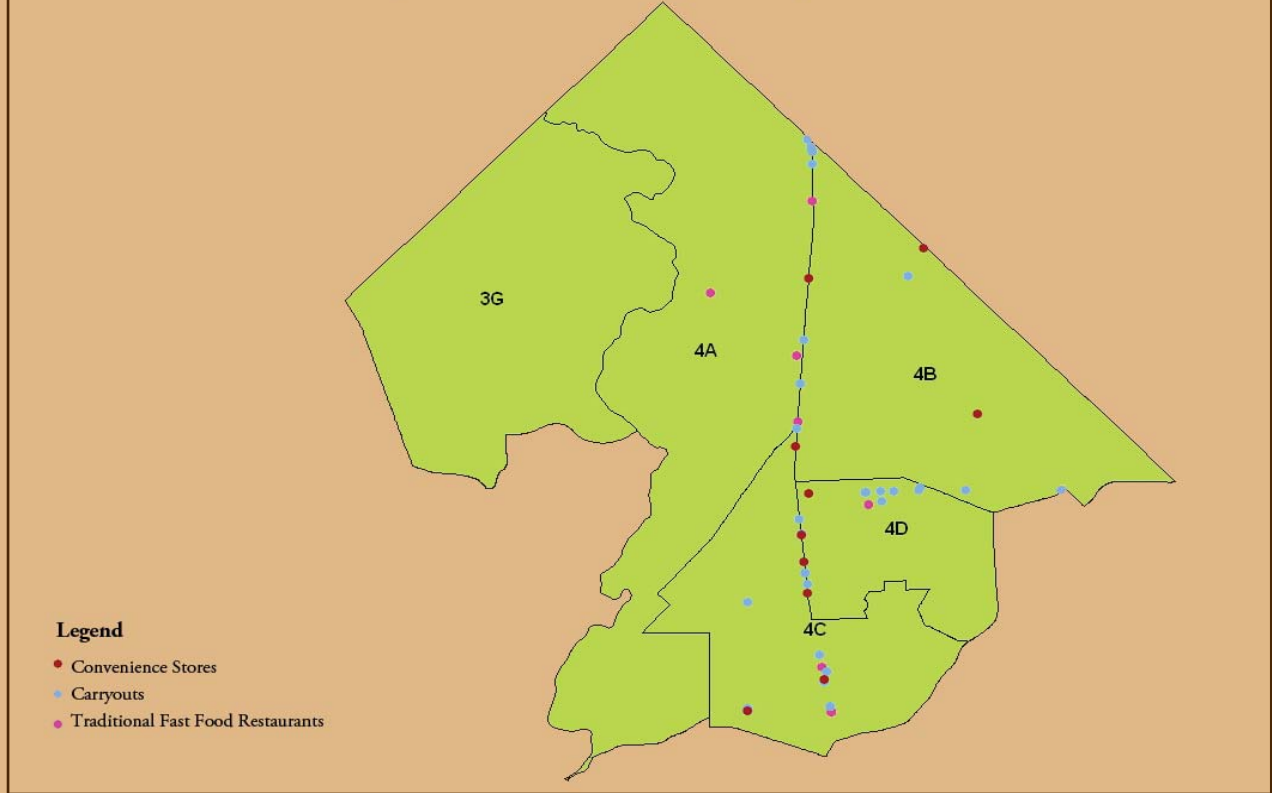 3G
4A
4B
4D
4C
Legend
Convenience Stores
Carryouts
Traditional Fast Food Restaurants